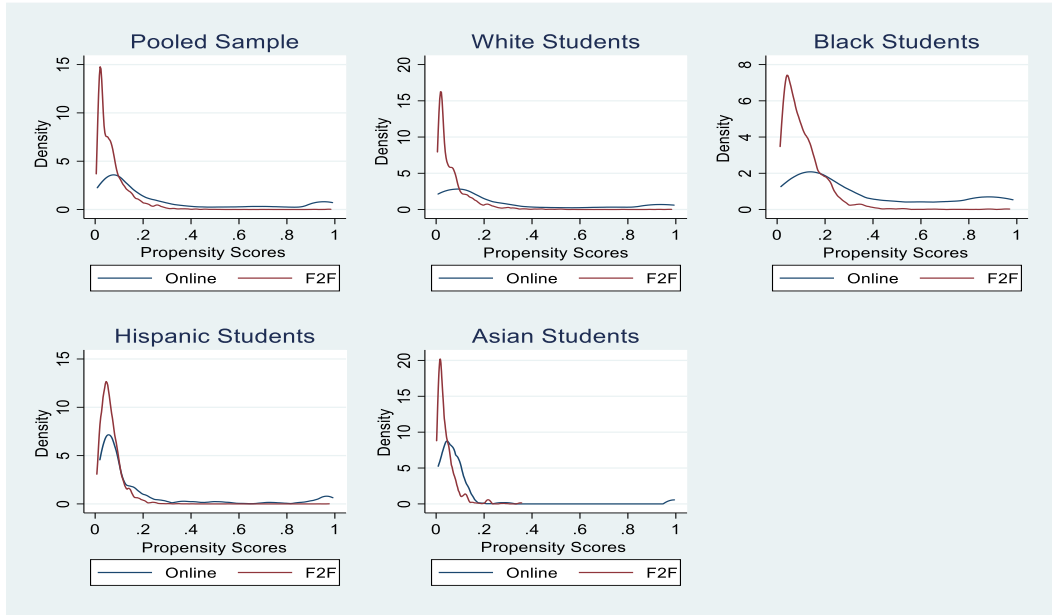 Pooled Sample
Density
15
10
5
0
0 .2 .4 .6 .8 1
Propensity Scores
Online F2F
White Students
Density
20
15
10
5
0
0 .2 .4 .6 .8 1
Propensity Scores
Online F2F
Black Students
Density
8
6
4
2
0
0 .2 .4 .6 .8 1
Propensity Scores
Online F2F
Hispanic Students
Density
15
10
5
0
0 .2 .4 .6 .8 1
Propensity Scores
Online F2F
Asian Students
Density
20
15
10
5
0
0 .2 .4 .6 .8 1
Propensity Scores
Online F2F